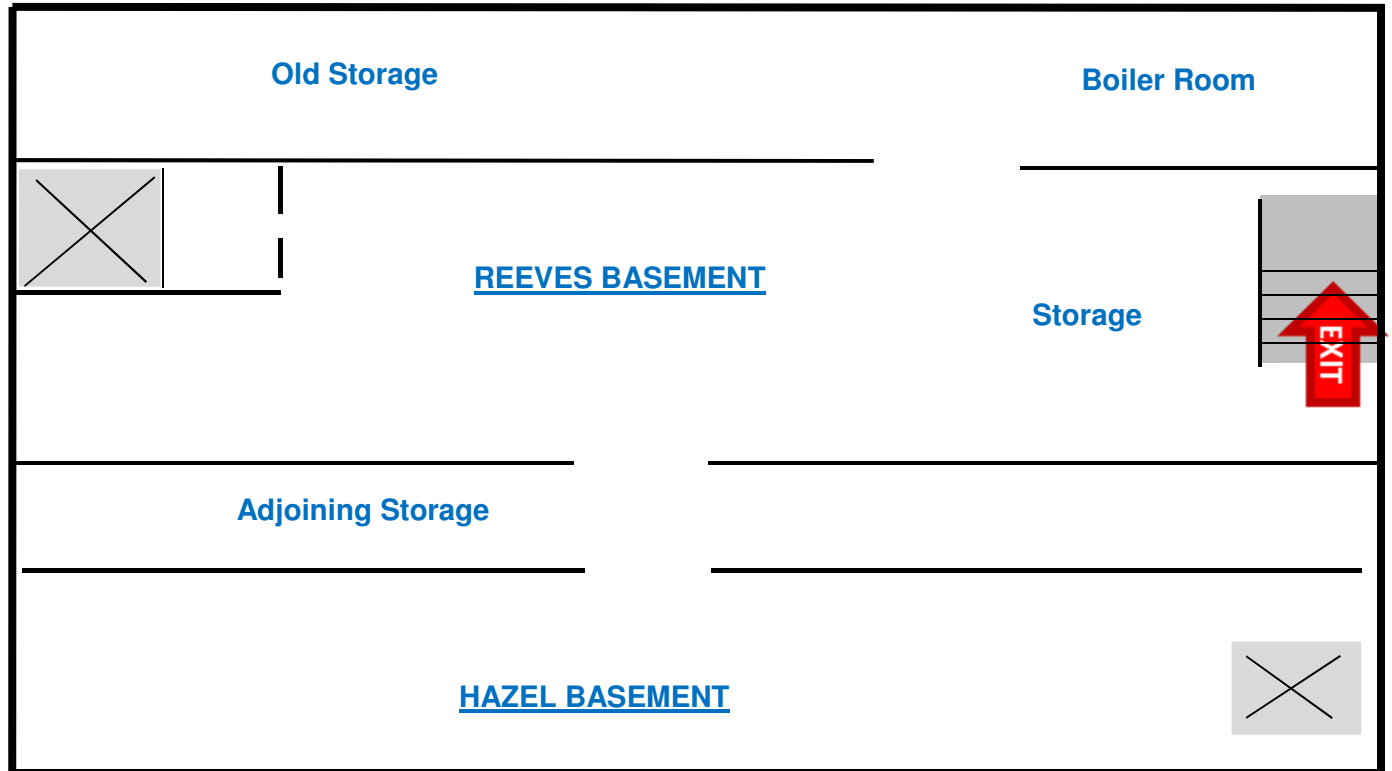 Old Storage
Boiler Room
REEVES BASEMENT
Storage
EXIT
Adjoining Storage
HAZEL BASEMENT